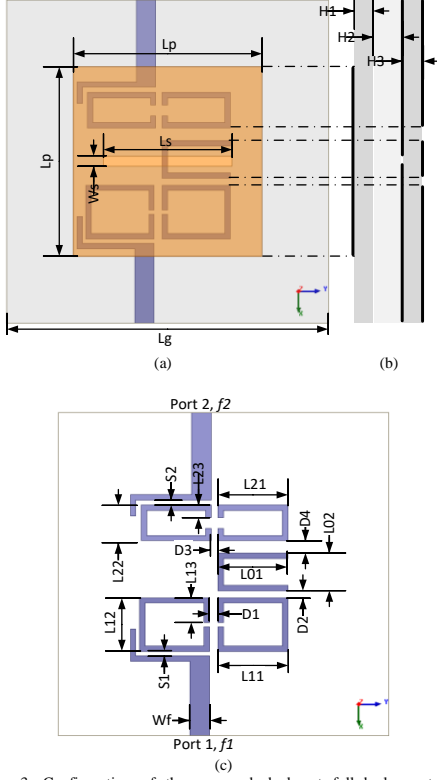 H1
H2
H3
Lp
Ls
Lp
Ws
Z
Y
X
Lg
(a)
(b)
Port 2, f2
S2
L23
L21
D4
L02
L22
D3
L13
L01
L12
D1
D2
S1
L11
Wf
Z
Y
X
Port 1, f1
(c)